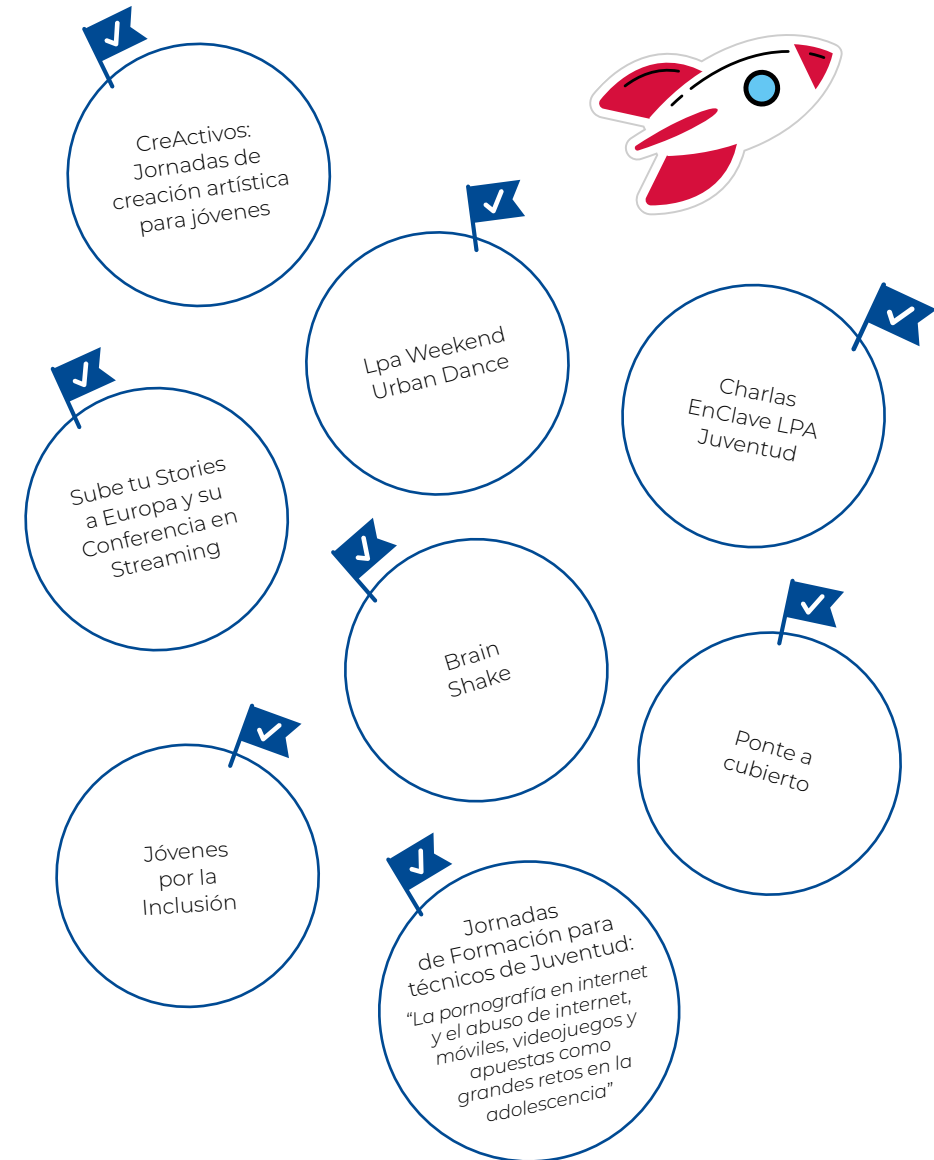 CreActivos:
Jornadas de
creación artística
para jóvenes
Lpa Weekend
Urban Dance
Charlas
EnClave LPA
Juventud
Sube tu Stories
a Europa y su
Conferencia en
Streaming
Brain
Shake
Ponte a
cubierto
Jóvenes
por la
Inclusión
Jornadas
de Formación para
técnicos de Juventud:
“La pornografía en internet
y el abuso de internet,
móviles, videojuegos y
apuestas como
grandes retos en la
adolescencia”